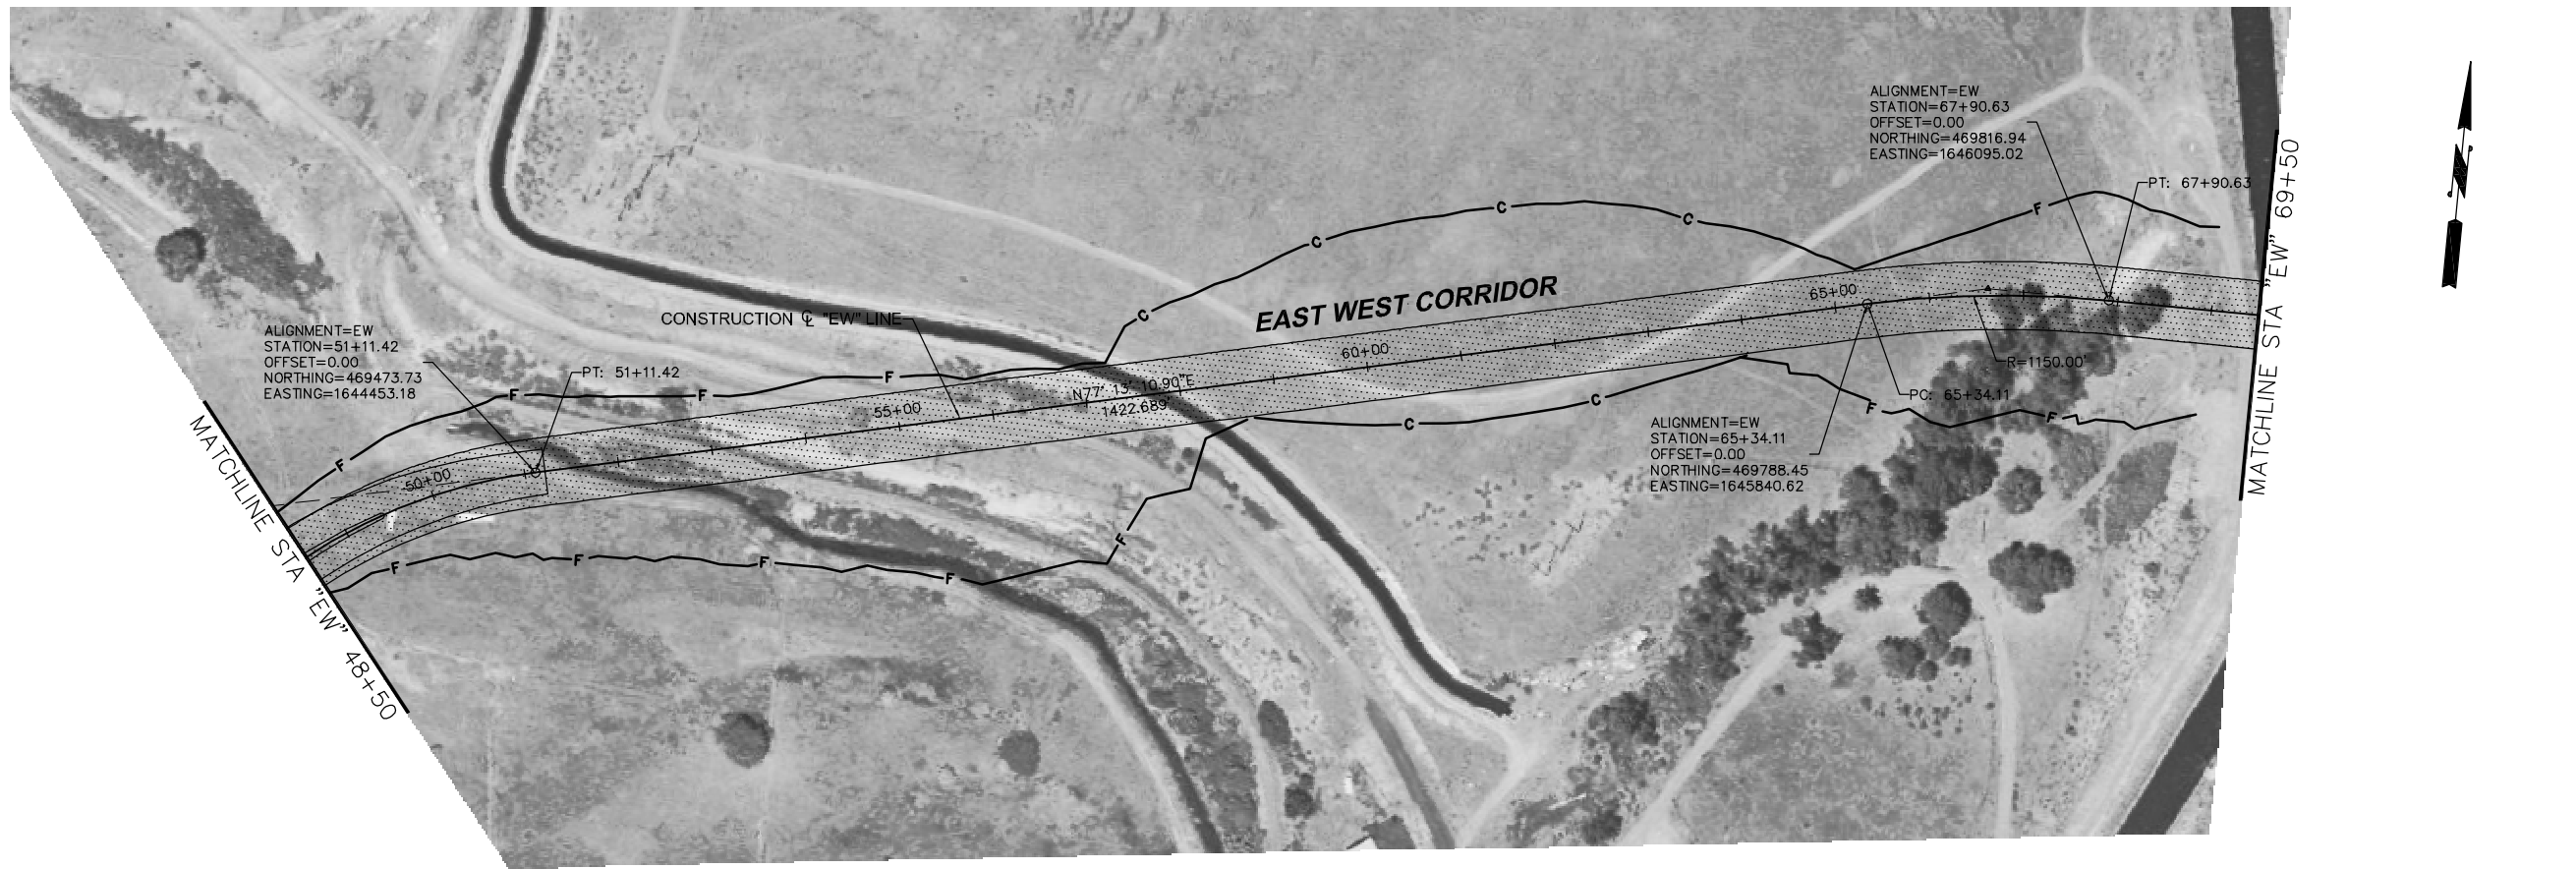 ALIGNMENT=EW
STATION=67+90.63
OFFSET=0.00
NORTHING=469816.94
EASTING=1646095.02
PT: 67+90.63
MATCHLINE STA "EW" 69+50
C
C
C
C
F
EAST WEST CORRIDOR
65+00
CONSTRUCTION ℄ "EW" LINE
ALIGNMENT=EW
STATION=51+11.42
OFFSET=0.00
NORTHING=469473.73
EASTING=1644453.18
PT: 51+11.42
60+00
R=1150.00'
F
F
F
F
N77° 13' 10.90"E
1422.689'
55+00
PC: 65+34.11
C
C
F
F
ALIGNMENT=EW
STATION=65+34.11
OFFSET=0.00
NORTHING=469788.45
EASTING=1645840.62
50+00
MATCHLINE STA "EW" 48+50
F
F
F
F
F
N